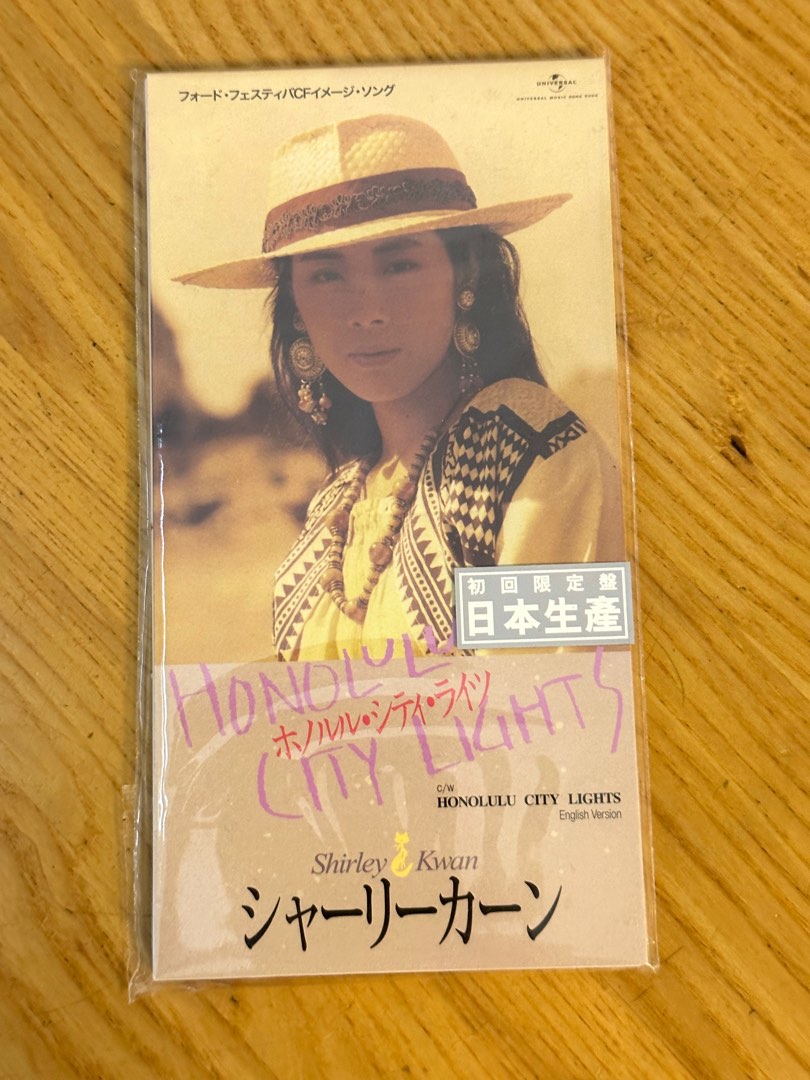 フォード・フェスティバCFイメージ・ソング
UNIVERSAL
UNIVERSAL MUSIC HONG KONG
初回限定盤
日本生産
HONOLULU
ホノルル・シティ・ライツ
CITY LIGHTS
c/w
HONOLULU CITY LIGHTS
English Version
Shirley Kwan
シャーリーカーン